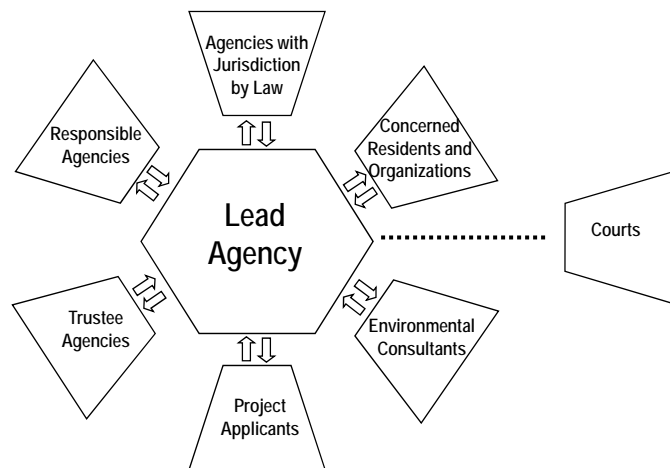 Agencies with
Jurisdiction
by Law
Responsible
Agencies
Concerned
Residents and
Organizations
Lead
Agency
Courts
Trustee
Agencies
Environmental
Consultants
Project
Applicants